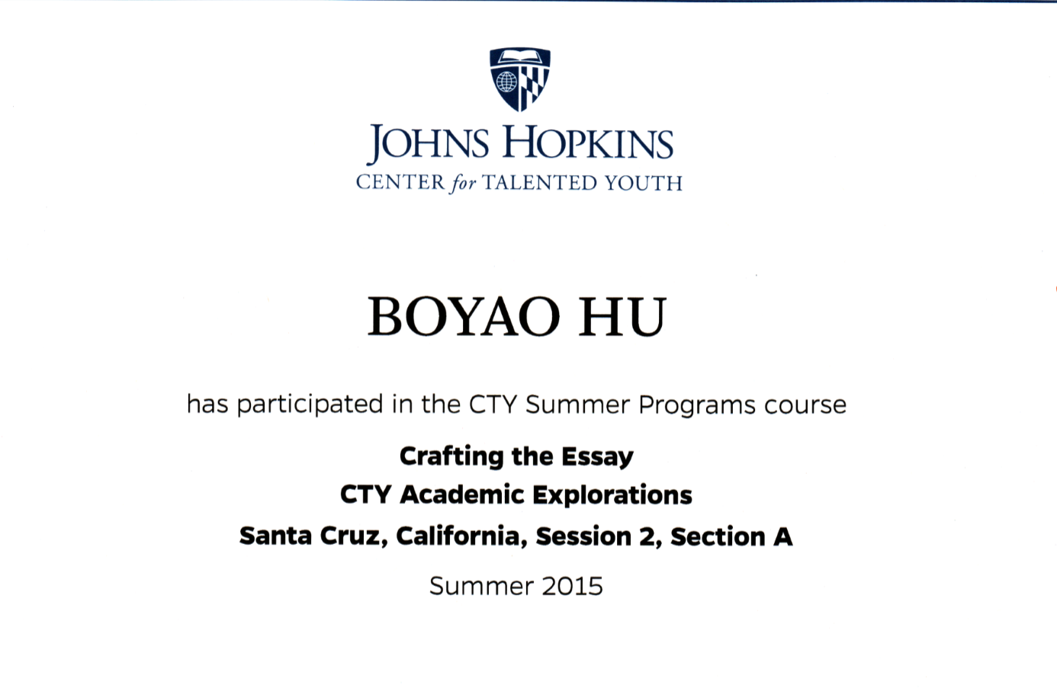 JOHNS HOPKINS
CENTER for TALENTED YOUTH
BOYAO HU
has participated in the CTY Summer Programs course
Crafting the Essay
CTY Academic Explorations
Santa Cruz, California, Session 2, Section A
Summer 2015